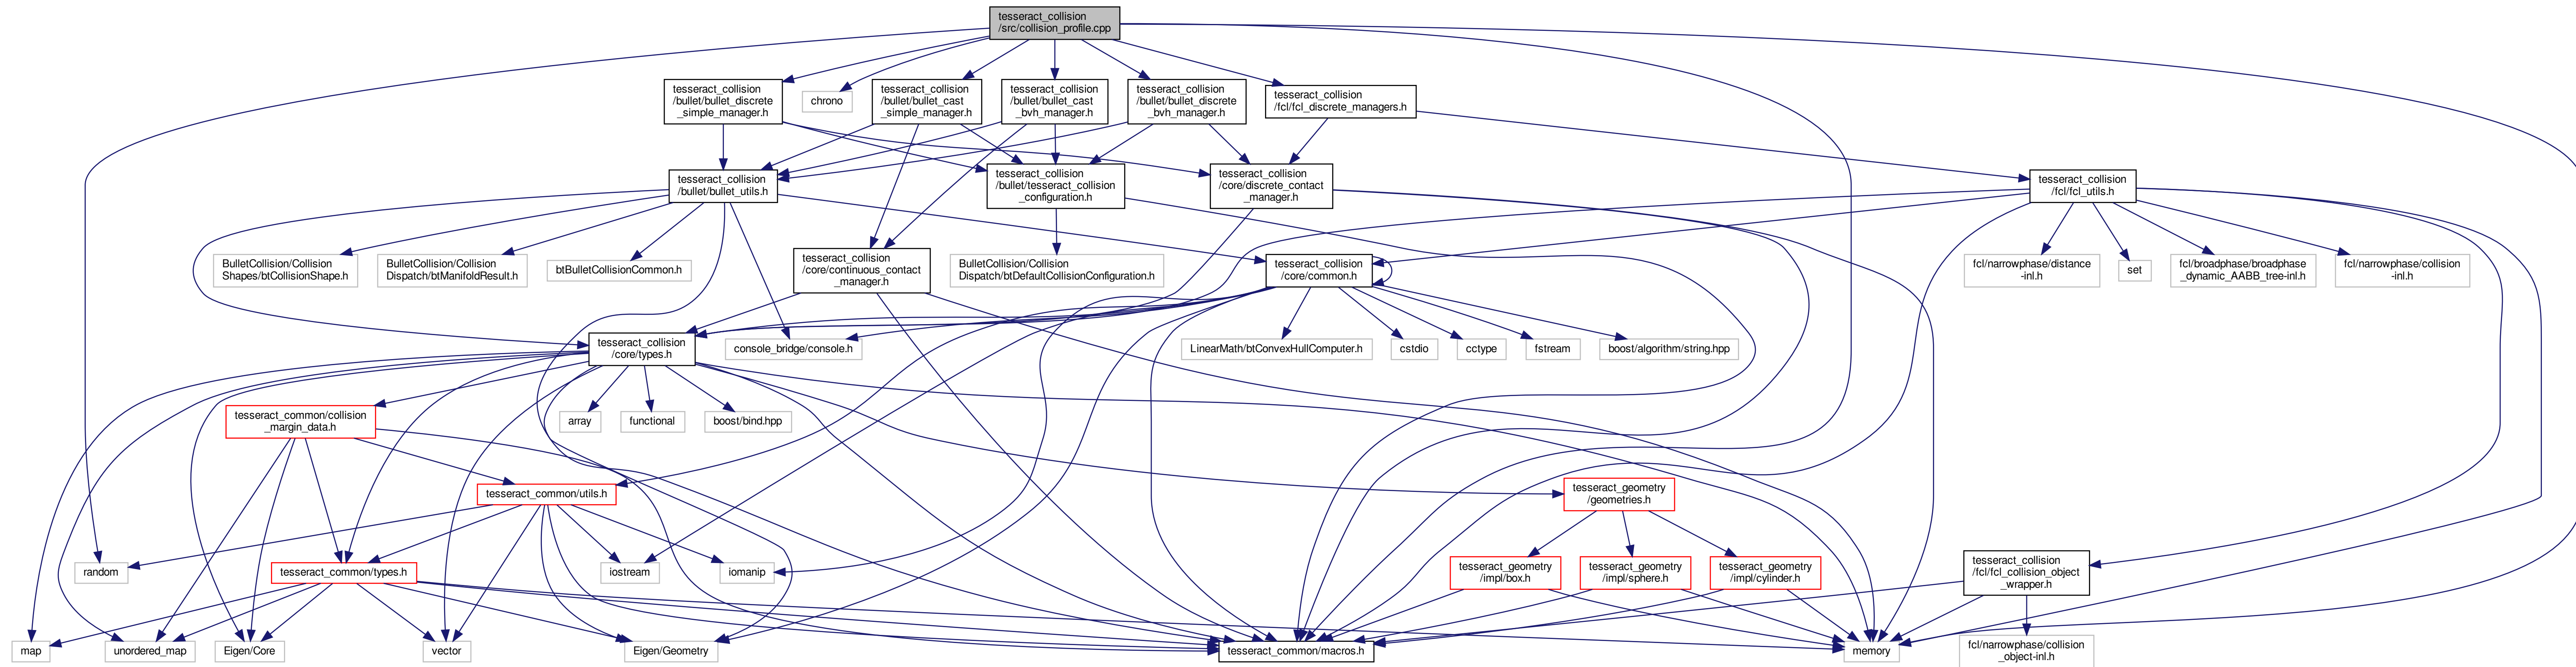 tesseract_collision
/src/collision_profile.cpp
tesseract_collision
/bullet/bullet_discrete
_simple_manager.h
chrono
tesseract_collision
/bullet/bullet_cast
_simple_manager.h
tesseract_collision
/bullet/bullet_cast
_bvh_manager.h
tesseract_collision
/bullet/bullet_discrete
_bvh_manager.h
tesseract_collision
/fcl/fcl_discrete_managers.h
tesseract_collision
/bullet/bullet_utils.h
tesseract_collision
/bullet/tesseract_collision
_configuration.h
tesseract_collision
/core/discrete_contact
_manager.h
tesseract_collision
/fcl/fcl_utils.h
BulletCollision/Collision
Shapes/btCollisionShape.h
BulletCollision/Collision
Dispatch/btManifoldResult.h
btBulletCollisionCommon.h
tesseract_collision
/core/continuous_contact
_manager.h
BulletCollision/Collision
Dispatch/btDefaultCollisionConfiguration.h
tesseract_collision
/core/common.h
fcl/narrowphase/distance
-inl.h
set
fcl/broadphase/broadphase
_dynamic_AABB_tree-inl.h
fcl/narrowphase/collision
-inl.h
tesseract_collision
/core/types.h
console_bridge/console.h
LinearMath/btConvexHullComputer.h
cstdio
cctype
fstream
boost/algorithm/string.hpp
tesseract_common/collision
_margin_data.h
array
functional
boost/bind.hpp
tesseract_common/utils.h
tesseract_geometry
/geometries.h
random
tesseract_common/types.h
iostream
iomanip
tesseract_geometry
/impl/box.h
tesseract_geometry
/impl/sphere.h
tesseract_geometry
/impl/cylinder.h
tesseract_collision
/fcl/fcl_collision_object
_wrapper.h
map
unordered_map
Eigen/Core
vector
Eigen/Geometry
tesseract_common/macros.h
memory
fcl/narrowphase/collision
_object-inl.h